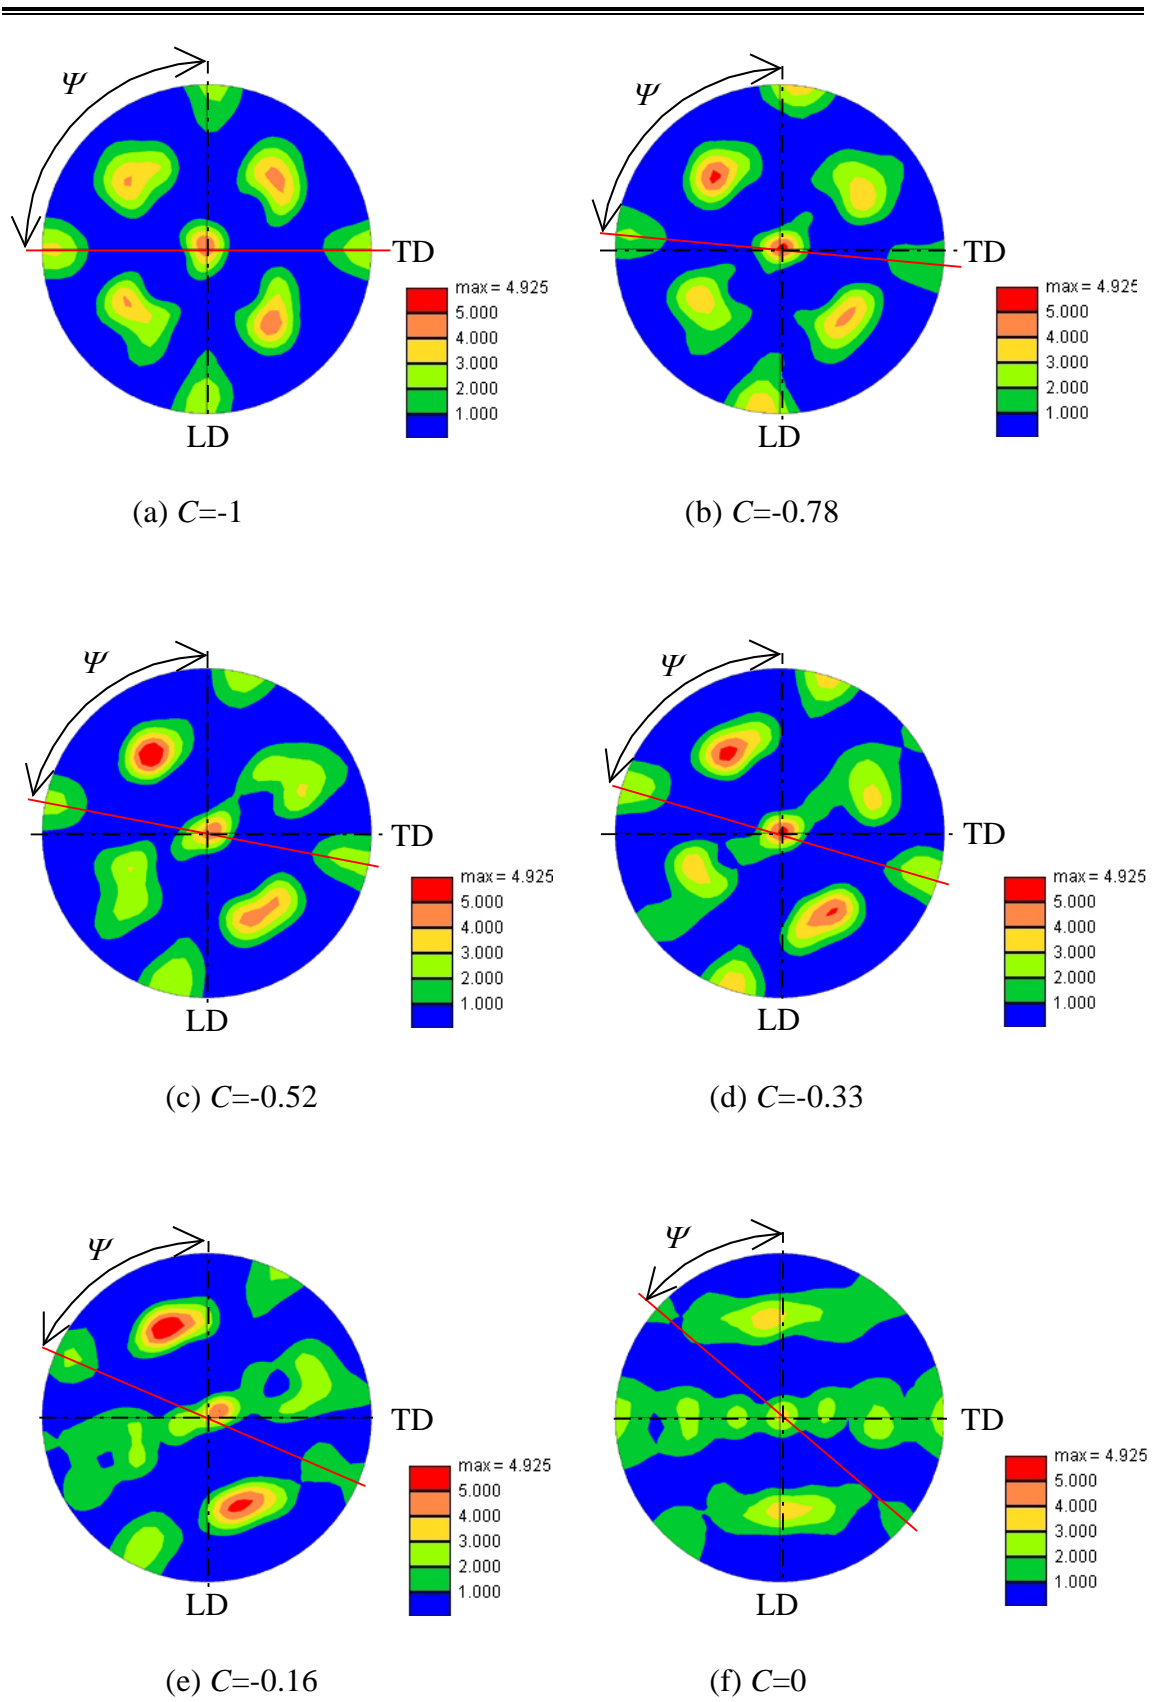 Ψ
Ψ
TD
TD
max = 4.925
5.000
4.000
3.000
2.000
1.000
max = 4.925
5.000
4.000
3.000
2.000
1.000
LD
LD
(a) C=-1
(b) C=-0.78
Ψ
Ψ
TD
TD
max = 4.925
5.000
4.000
3.000
2.000
1.000
max = 4.925
5.000
4.000
3.000
2.000
1.000
LD
LD
(c) C=-0.52
(d) C=-0.33
Ψ
Ψ
TD
TD
max = 4.925
5.000
4.000
3.000
2.000
1.000
max = 4.925
5.000
4.000
3.000
2.000
1.000
LD
LD
(e) C=-0.16
(f) C=0